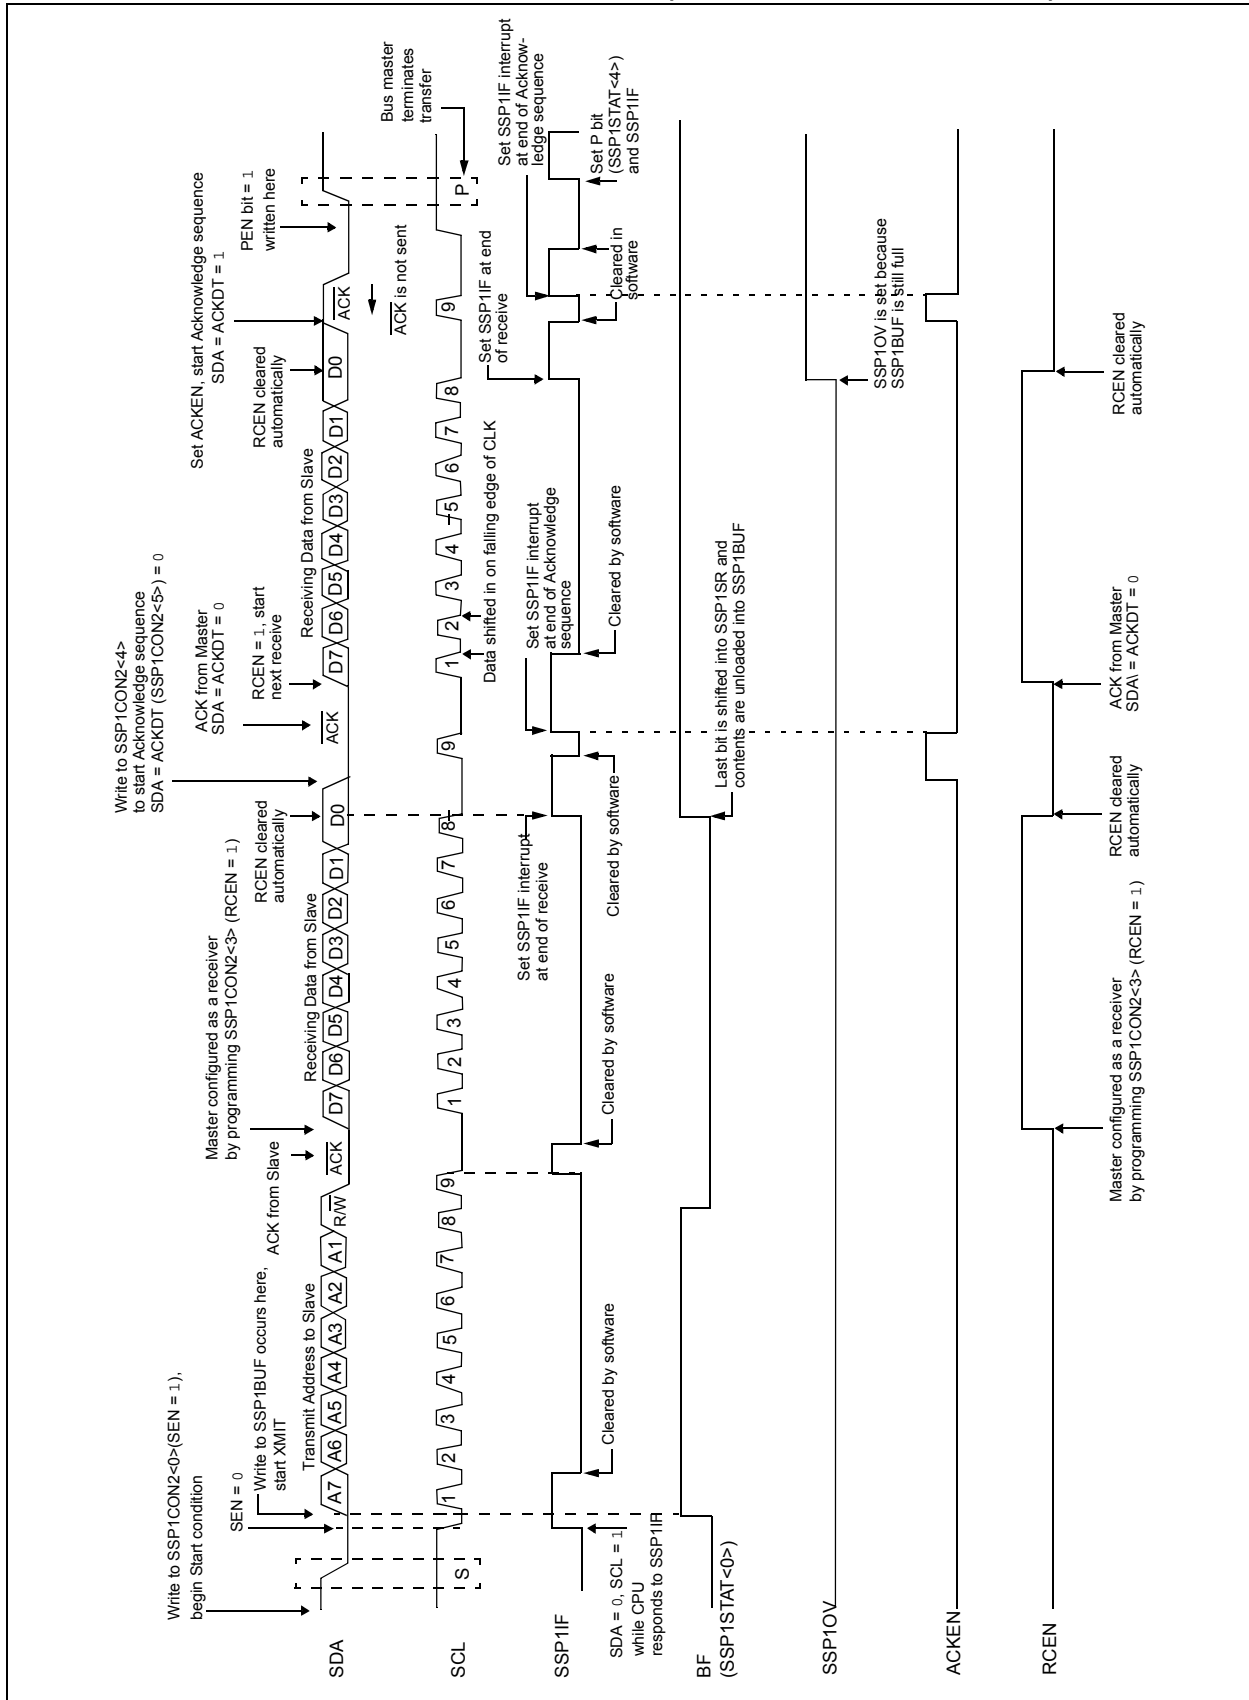 Write to SSP1CON2<0>(SEN = 1),
begin Start condition
SEN = 0
Write to SSP1BUF occurs here,
start XMIT
ACK from Slave
Master configured as a receiver
by programming SSP1CON2<3> (RCEN = 1)
RCEN cleared
automatically
Write to SSP1CON2<4>
to start Acknowledge sequence
SDA = ACKDT (SSP1CON2<5>) = 0
ACK from Master
SDA = ACKDT = 0
RCEN = 1, start
next receive
RCEN cleared
automatically
Set ACKEN, start Acknowledge sequence
SDA = ACKDT = 1
PEN bit = 1
written here
Transmit Address to Slave
Receiving Data from Slave
Receiving Data from Slave
SDA
A7 A6 A5 A4 A3 A2 A1 R/W ACK D7 D6 D5 D4 D3 D2 D1 D0 ACK D7 D6 D5 D4 D3 D2 D1 D0 ACK
ACK is not sent
Bus master
terminates
transfer
SCL
S 1 2 3 4 5 6 7 8 9 1 2 3 4 5 6 7 8 9 1 2 3 4 5 6 7 8 9 P
Data shifted in on falling edge of CLK
Set SSP1IF interrupt
at end of receive
Set SSP1IF interrupt
at end of Acknowledge
sequence
Set SSP1IF at end
of receive
Set SSP1IF interrupt
at end of Acknow-
ledge sequence
SSP1IF
SDA = 0, SCL = 1
while CPU
responds to SSP1IF
Cleared by software
Cleared by software
Cleared by software
Cleared by software
Cleared in
software
Set P bit
(SSP1STAT<4>)
and SSP1IF
BF
(SSP1STAT<0>)
Last bit is shifted into SSP1SR and
contents are unloaded into SSP1BUF
SSP1OV
SSP1OV is set because
SSP1BUF is still full
ACKEN
RCEN
Master configured as a receiver
by programming SSP1CON2<3> (RCEN = 1)
RCEN cleared
automatically
ACK from Master
SDA\ = ACKDT = 0
RCEN cleared
automatically